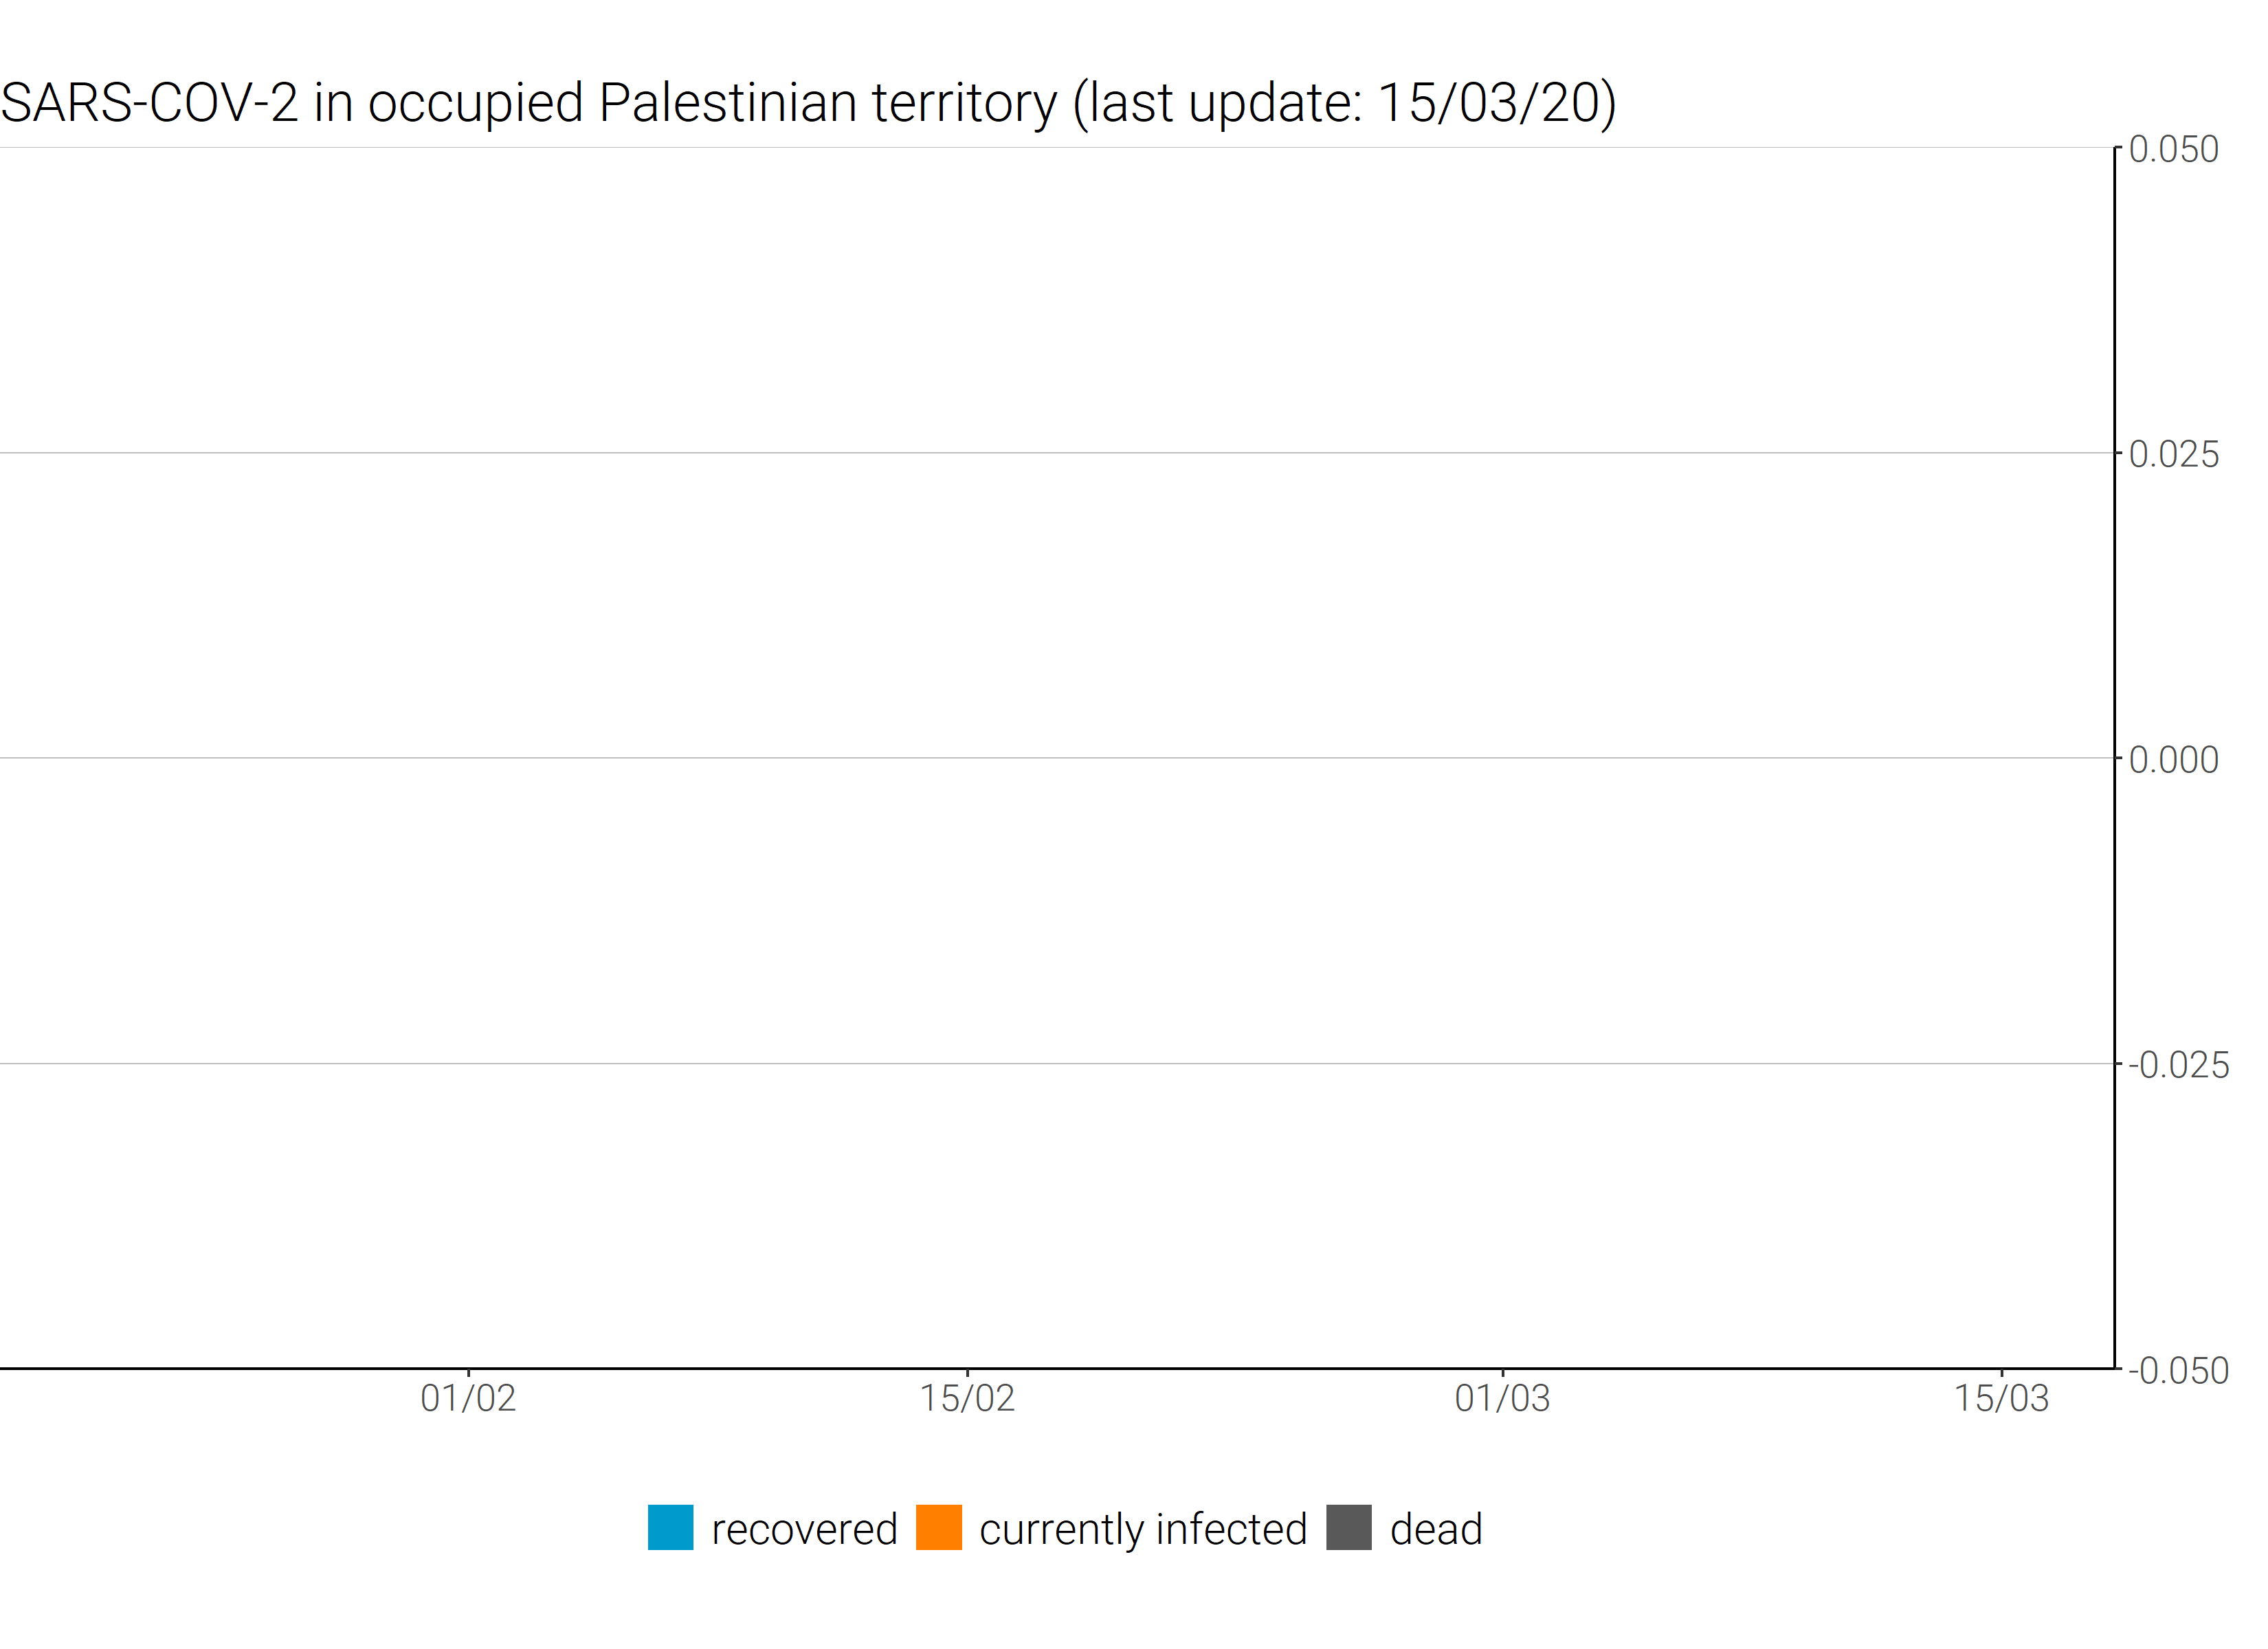 SARS-COV-2 in occupied Palestinian territory (last update: 15/03/20)
0.050
0.025
0.000
-0.025
-0.050
01/02 15/02 01/03 15/03
recovered currently infected dead